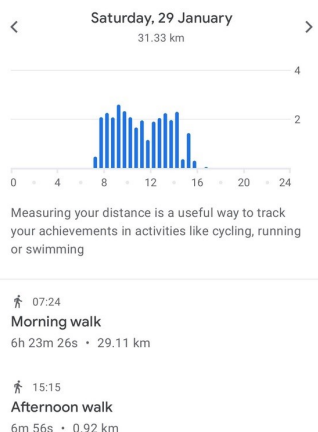 Saturday, 29 January
31.33 km
4
2
0 4 8 12 16 20 24
Measuring your distance is a useful way to track
your achievements in activities like cycling, running
or swimming
07:24
Morning walk
6h 23m 26s • 29.11 km
15:15
Afternoon walk
6m 56s • 0.92 km